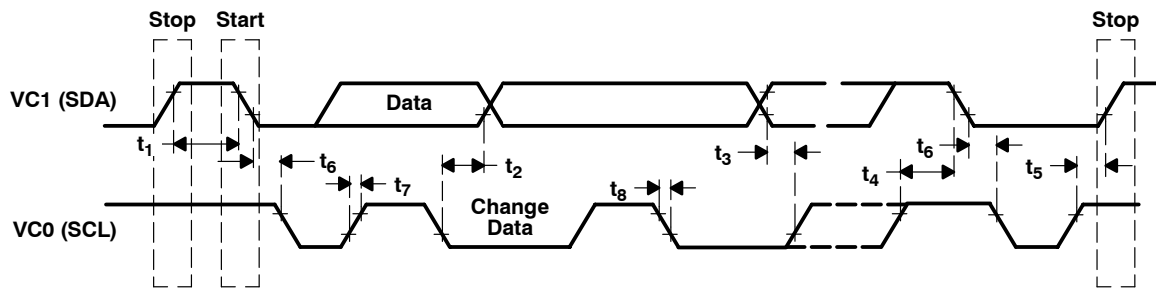 Stop Start Stop
VC1 (SDA)
Data
t1 t6 t2 t3 t6 t5
t7 t8 t4
VC0 (SCL)
Change
Data